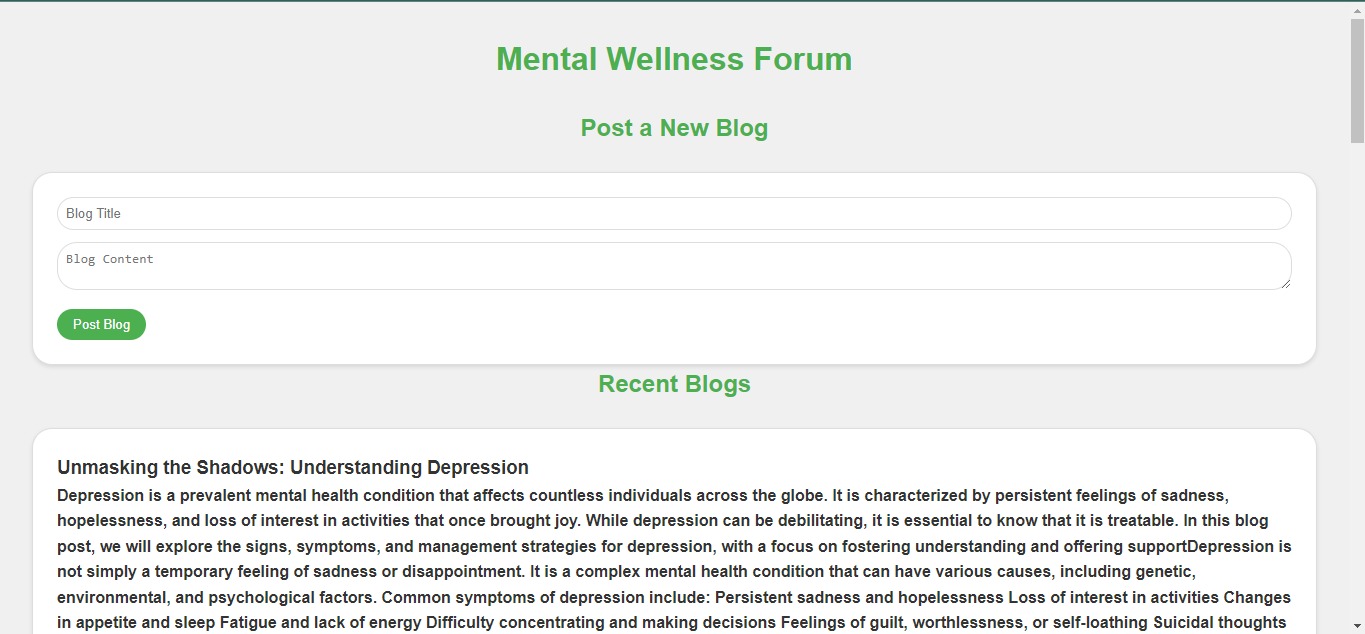 Mental Wellness Forum
Post a New Blog
Blog Title
Blog Content
Post Blog
Recent Blogs
Unmasking the Shadows: Understanding Depression
Depression is a prevalent mental health condition that affects countless individuals across the globe. It is characterized by persistent feelings of sadness,
hopelessness, and loss of interest in activities that once brought joy. While depression can be debilitating, it is essential to know that it is treatable. In this blog
post, we will explore the signs, symptoms, and management strategies for depression, with a focus on fostering understanding and offering supportDepression is
not simply a temporary feeling of sadness or disappointment. It is a complex mental health condition that can have various causes, including genetic,
environmental, and psychological factors. Common symptoms of depression include: Persistent sadness and hopelessness Loss of interest in activities Changes
in appetite and sleep Fatigue and lack of energy Difficulty concentrating and making decisions Feelings of guilt, worthlessness, or self-loathing Suicidal thoughts